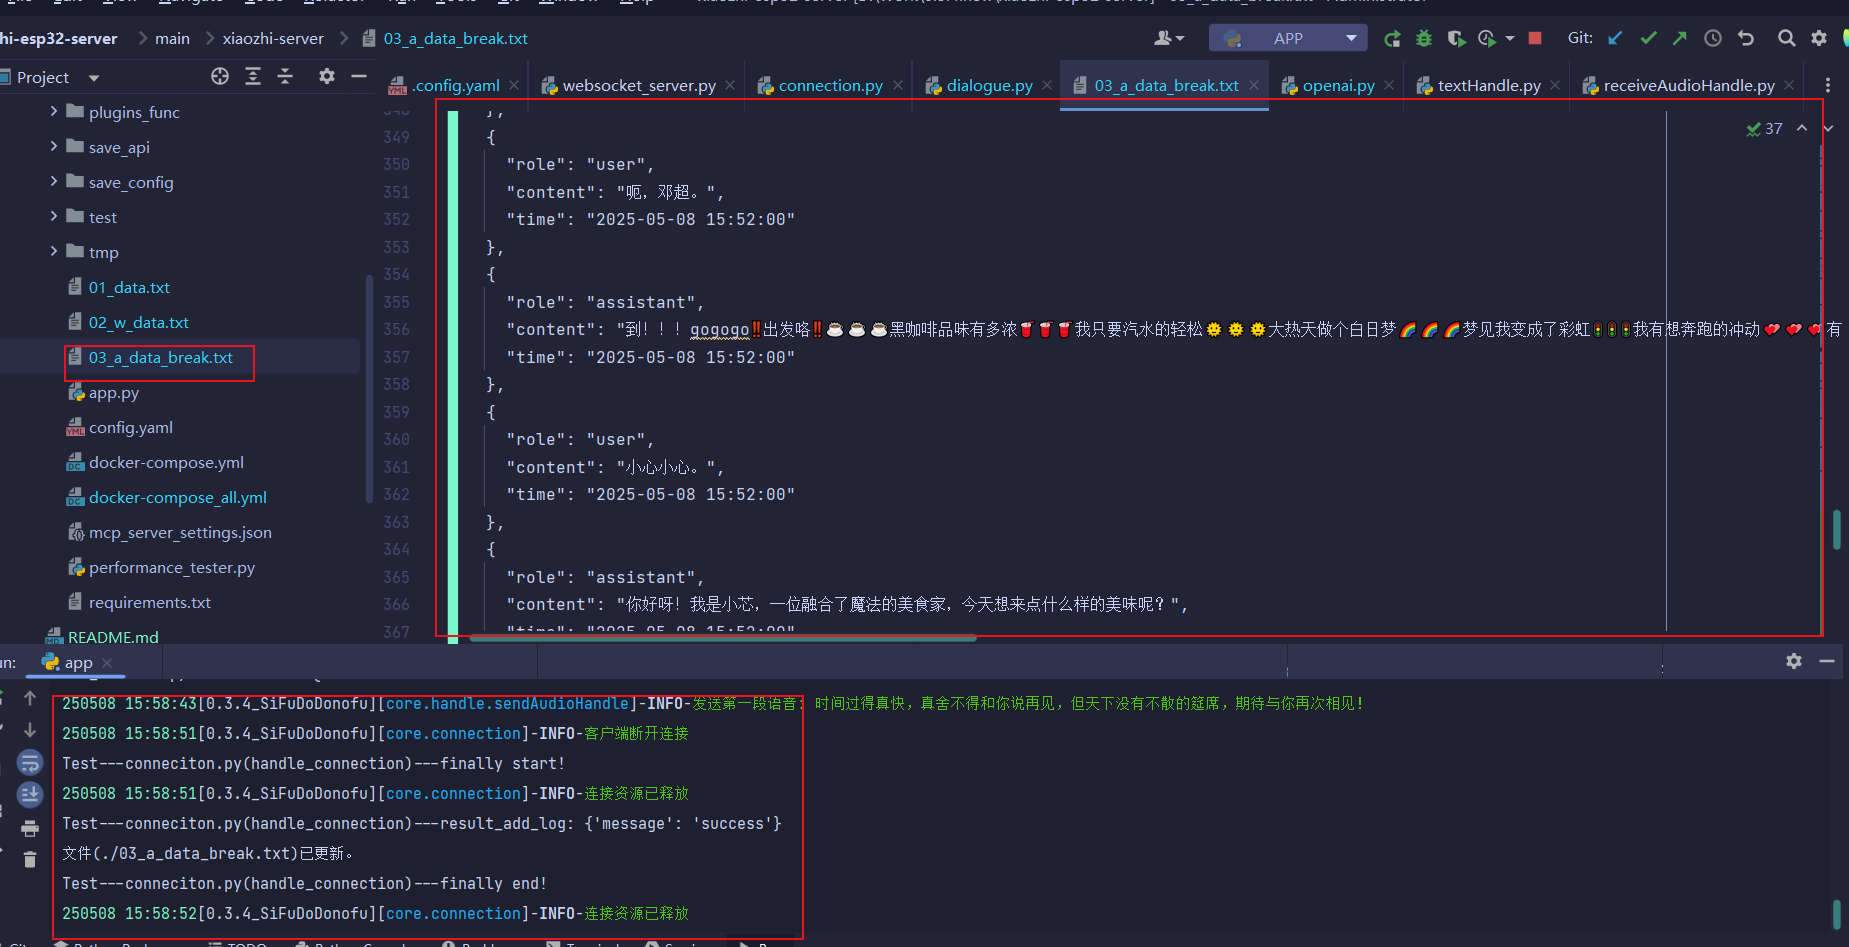 hi-esp32-server > main > xiaozhi-server > 03_a_data_break.txt
APP
Git:
Project
.config.yaml
websocket_server.py
connection.py
dialogue.py
03_a_data_break.txt
openai.py
textHandle.py
receiveAudioHandle.py
plugins_func
save_api
save_config
test
tmp
01_data.txt
02_w_data.txt
03_a_data_break.txt
app.py
config.yaml
docker-compose.yml
docker-compose_all.yml
mcp_server_settings.json
performance_tester.py
requirements.txt
README.md
37
348 },
349 {
350 "role": "user",
351 "content": "呃，邓超。",
352 "time": "2025-05-08 15:52:00"
353 },
354 {
355 "role": "assistant",
356 "content": "到！！！gogogo‼出发咯‼☕☕☕黑咖啡品味有多浓🥤🥤🥤我只要汽水的轻松🌞🌞🌞大热天做个白日梦🌈🌈🌈梦见我变成了彩虹🚦🚦🚦我有想奔跑的冲动💕💕💕有
357 "time": "2025-05-08 15:52:00"
358 },
359 {
360 "role": "user",
361 "content": "小心小心。",
362 "time": "2025-05-08 15:52:00"
363 },
364 {
365 "role": "assistant",
366 "content": "你好呀！我是小芯，一位融合了魔法的美食家，今天想来点什么样的美味呢？",
367 "time": "2025-05-08 15:52:00"
un:
app
250508 15:58:43[0.3.4_SiFuDoDonofu][core.handle.sendAudioHandle]-INFO-发送第一段语音: 时间过得真快，真舍不得和你说再见，但天下没有不散的筵席，期待与你再次相见！
250508 15:58:51[0.3.4_SiFuDoDonofu][core.connection]-INFO-客户端断开连接
Test---conneciton.py(handle_connection)---finally start!
250508 15:58:51[0.3.4_SiFuDoDonofu][core.connection]-INFO-连接资源已释放
Test---conneciton.py(handle_connection)---result_add_log: {'message': 'success'}
文件(./03_a_data_break.txt)已更新。
Test---conneciton.py(handle_connection)---finally end!
250508 15:58:52[0.3.4_SiFuDoDonofu][core.connection]-INFO-连接资源已释放